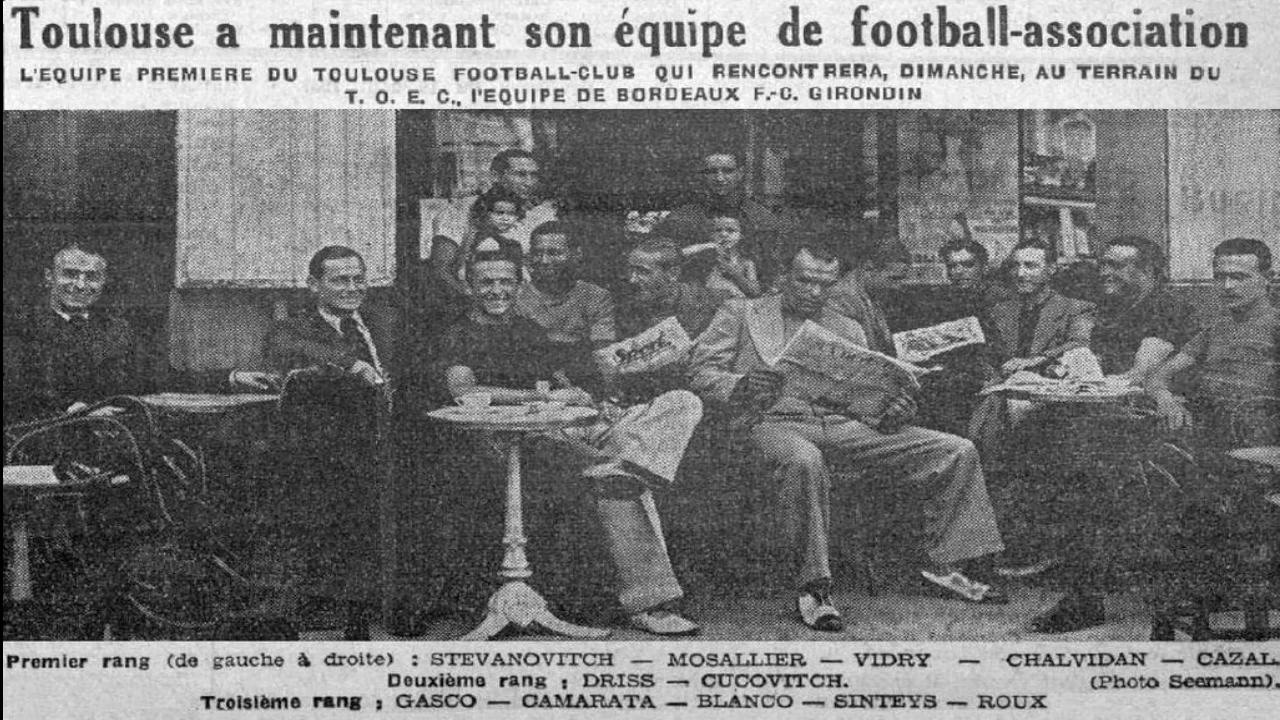 Toulouse a maintenant son équipe de football-association
L'EQUIPE PREMIERE DU TOULOUSE FOOTBALL-CLUB QUI RENCONTRERA, DIMANCHE, AU TERRAIN DU
T. O. E. C., l'EQUIPE DE BORDEAUX F.-C. GIRONDIN
Sport
Premier rang (de gauche à droite) : STEVANOVITCH — MOSALLIER — VIDRY — CHALVIDAN — CAZAL.
Deuxième rang ; DRISS — CUCOVITCH. (Photo Seemann).
Troisième rang ; GASCO — CAMARATA — BLANCO — SINTEYS — ROUX